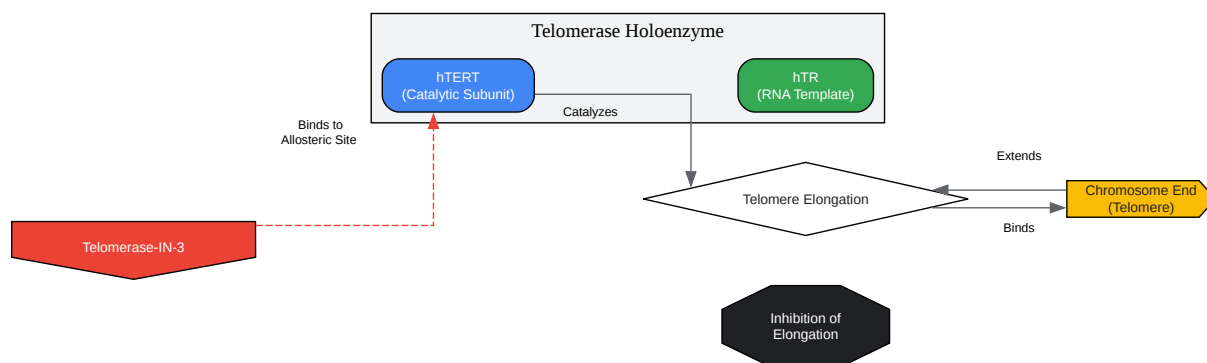 Telomerase Holoenzyme
hTERT
(Catalytic Subunit)
hTR
(RNA Template)
Catalyzes
Binds to
Allosteric Site
Extends
Telomere Elongation
Chromosome End
(Telomere)
Binds
Telomerase-IN-3
Inhibition of
Elongation